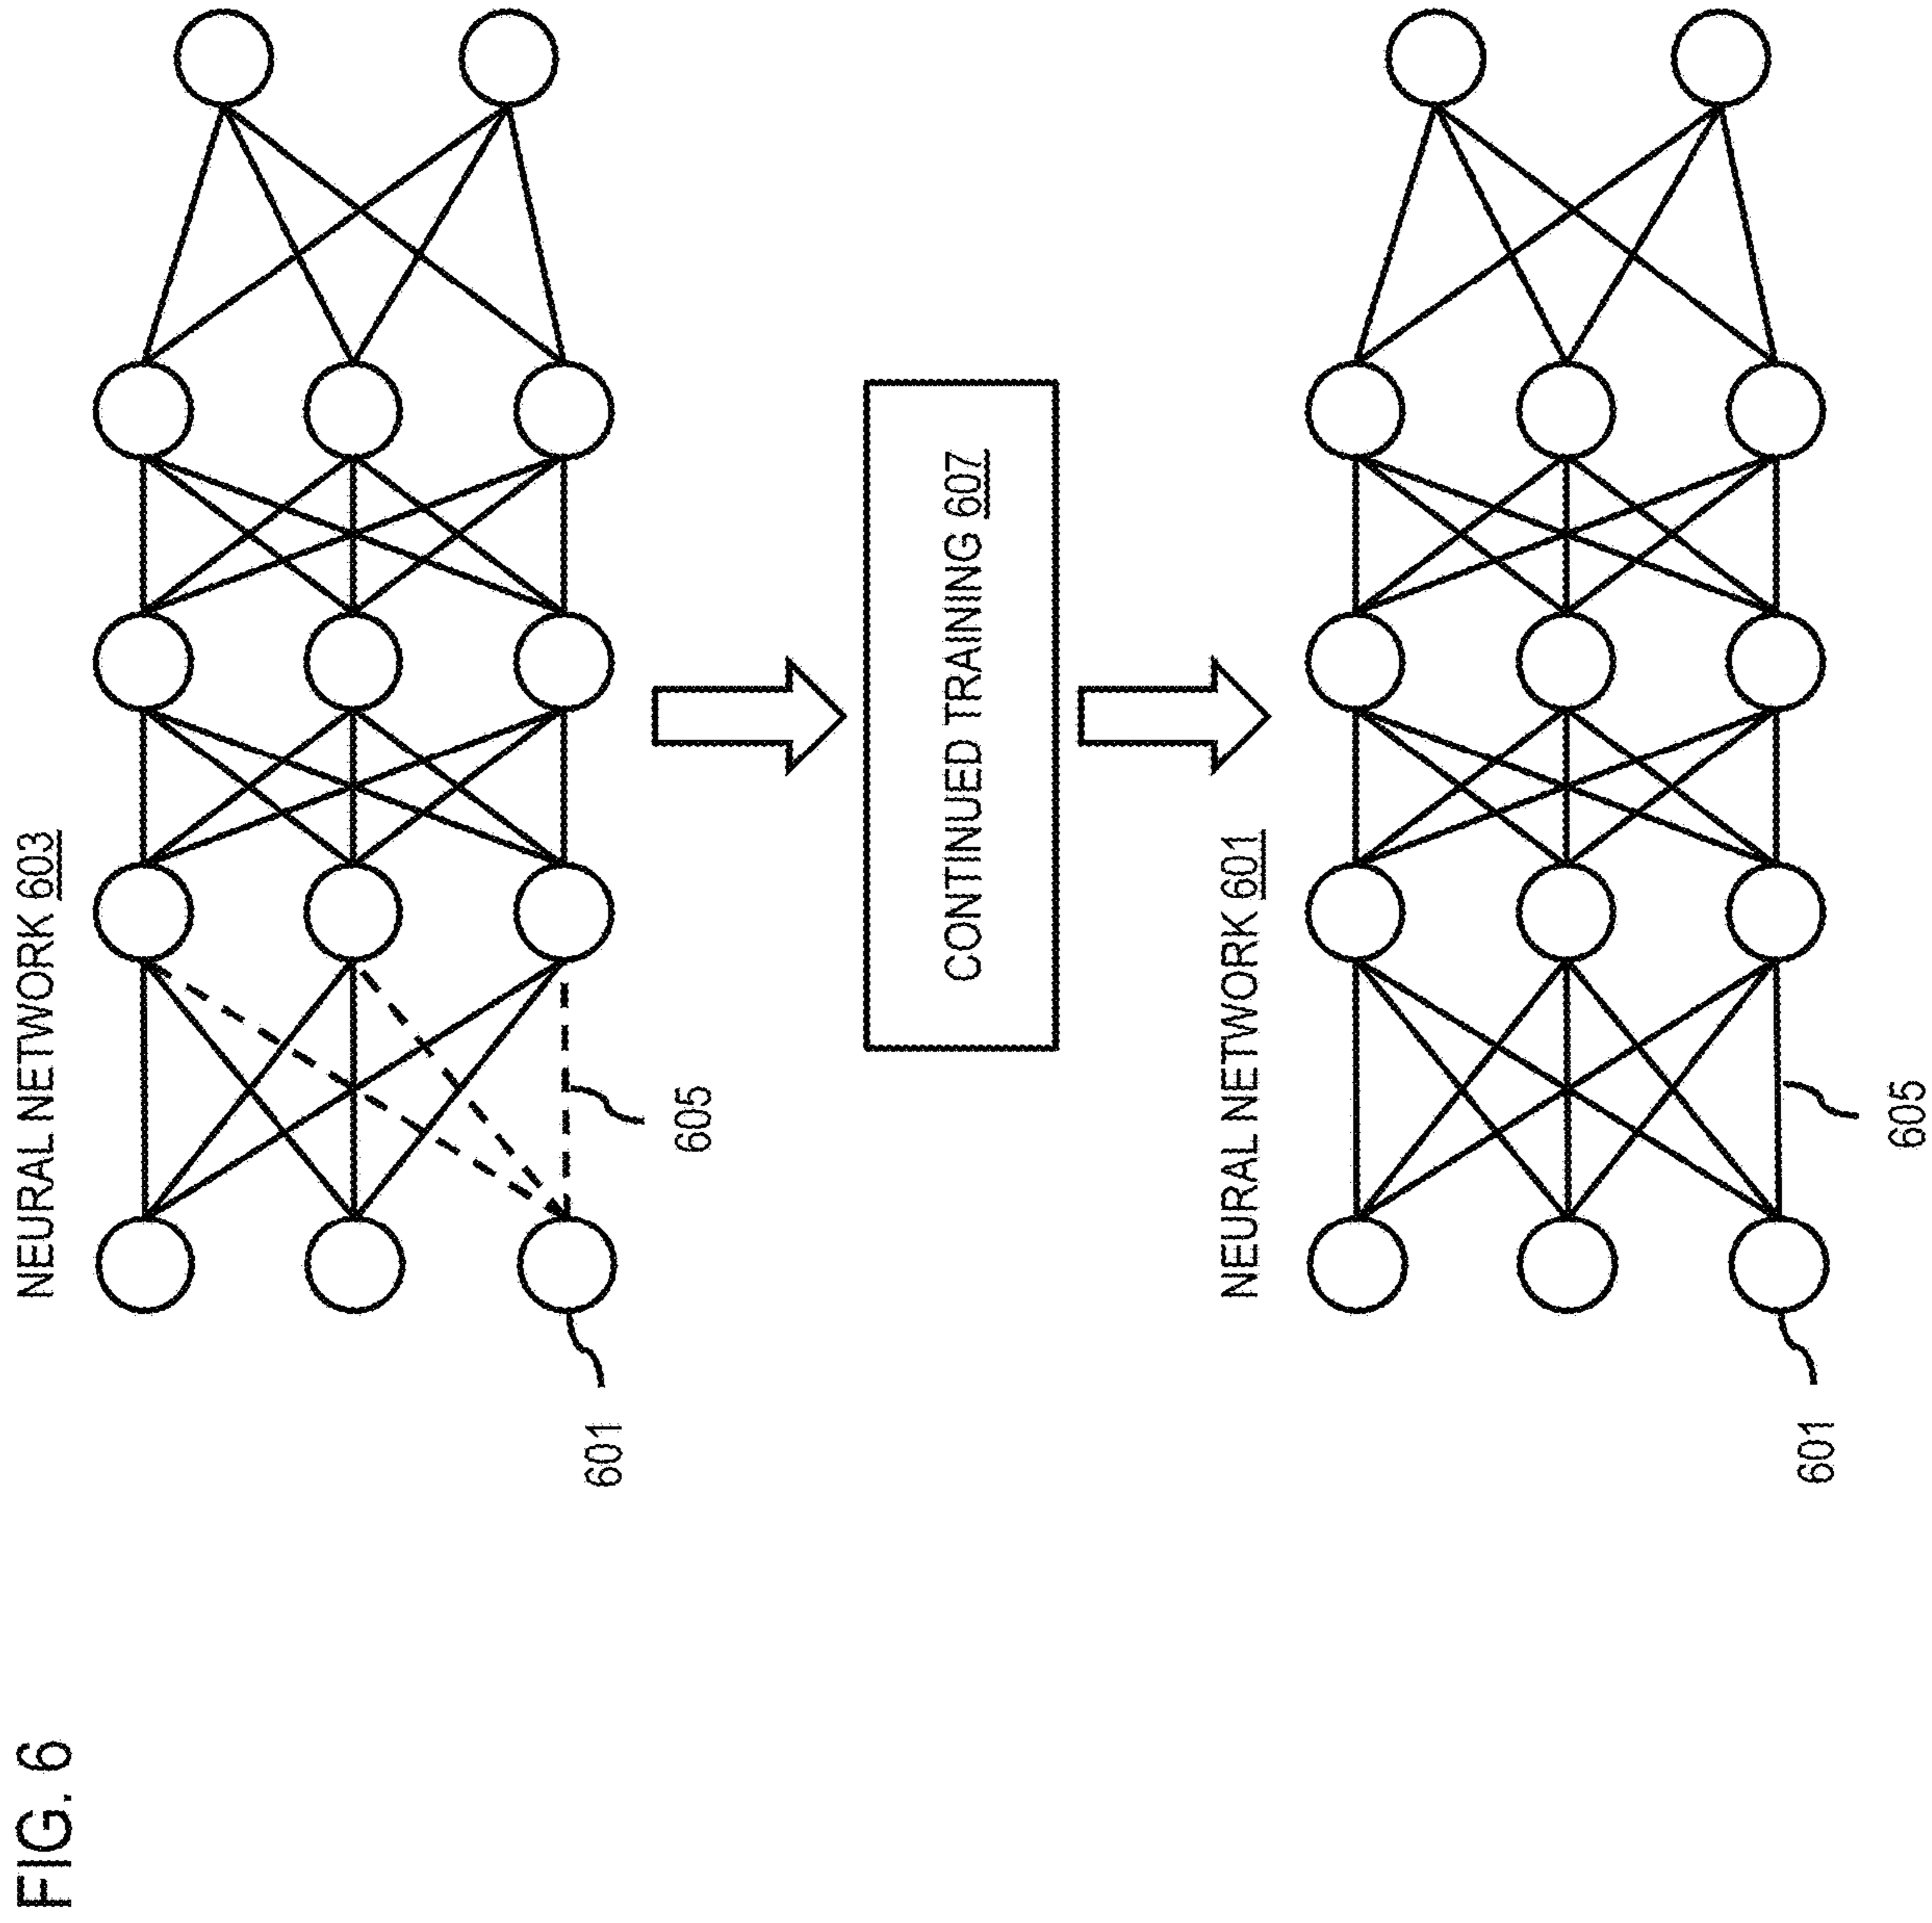 FIG. 6
NEURAL NETWORK 603
605
601
CONTINUED TRAINING 607
NEURAL NETWORK 601
605
601